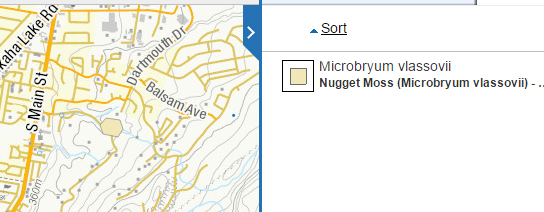 kaha Lake Rd
S Main St
Dartmouth Dr
Balsam Ave
360m
Sort
Microbryum vlassovii
Nugget Moss (Microbryum vlassovii) - ..